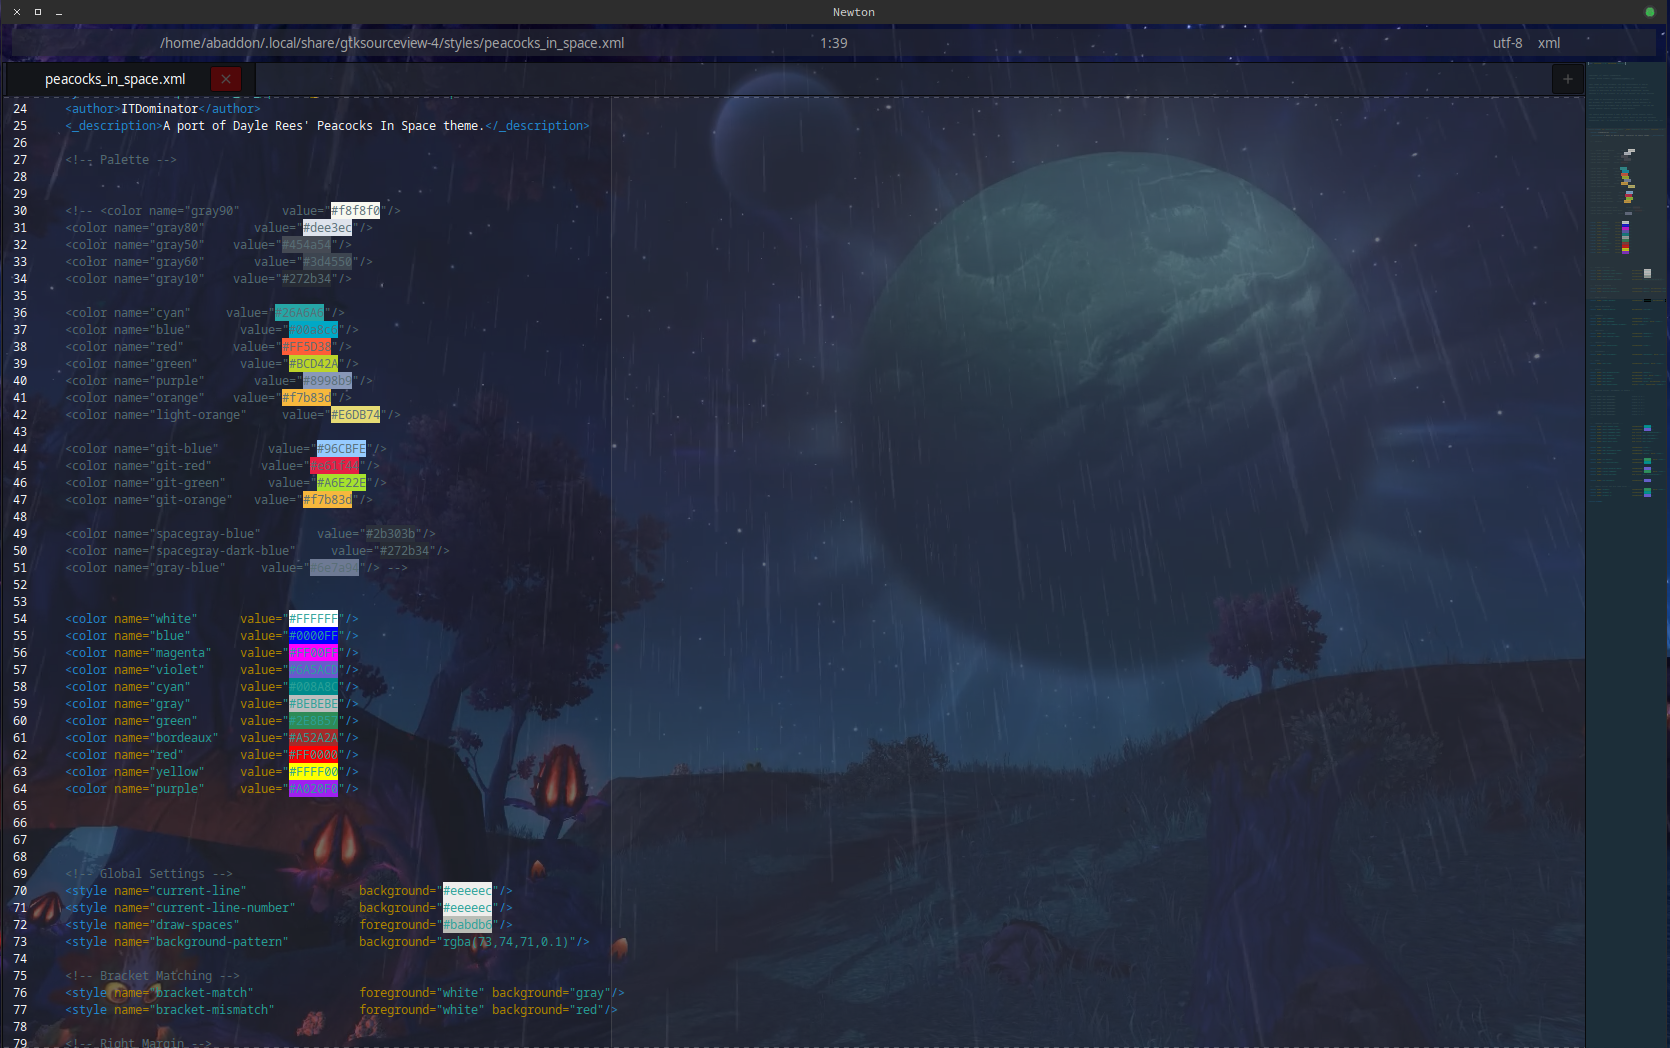 Newton
/home/abaddon/.local/share/gtksourceview-4/styles/peacocks_in_space.xml 1:39 utf-8 xml
peacocks_in_space.xml
24 <author>ITDominator</author>
25 <_description>A port of Dayle Rees' Peacocks In Space theme.</_description>
26
27 <!-- Palette -->
28
29
30 <!-- <color name="gray90" value="#f8f8f0"/>
31 <color name="gray80" value="#dee3ec"/>
32 <color name="gray50" value="#454a54"/>
33 <color name="gray60" value="#3d4550"/>
34 <color name="gray10" value="#272b34"/>
35
36 <color name="cyan" value="#26A6A6"/>
37 <color name="blue" value="#00a8c6"/>
38 <color name="red" value="#FF5D38"/>
39 <color name="green" value="#BCD42A"/>
40 <color name="purple" value="#8998b9"/>
41 <color name="orange" value="#f7b83d"/>
42 <color name="light-orange" value="#E6DB74"/>
43
44 <color name="git-blue" value="#96CBFE"/>
45 <color name="git-red" value="#e61f44"/>
46 <color name="git-green" value="#A6E22E"/>
47 <color name="git-orange" value="#f7b83d"/>
48
49 <color name="spacegray-blue" value="#2b303b"/>
50 <color name="spacegray-dark-blue" value="#272b34"/>
51 <color name="gray-blue" value="#6e7a94"/> -->
52
53
54 <color name="white" value="#FFFFFF"/>
55 <color name="blue" value="#0000FF"/>
56 <color name="magenta" value="#FF00FF"/>
57 <color name="violet" value="#6A5ACD"/>
58 <color name="cyan" value="#008A8C"/>
59 <color name="gray" value="#BEBEBE"/>
60 <color name="green" value="#2E8B57"/>
61 <color name="bordeaux" value="#A52A2A"/>
62 <color name="red" value="#FF0000"/>
63 <color name="yellow" value="#FFFF00"/>
64 <color name="purple" value="#A020F0"/>
65
66
67
68
69 <!-- Global Settings -->
70 <style name="current-line" background="#eeeeec"/>
71 <style name="current-line-number" background="#eeeeec"/>
72 <style name="draw-spaces" foreground="#babdb6"/>
73 <style name="background-pattern" background="rgba(73,74,71,0.1)"/>
74
75 <!-- Bracket Matching -->
76 <style name="bracket-match" foreground="white" background="gray"/>
77 <style name="bracket-mismatch" foreground="white" background="red"/>
78
79 <!-- Right Margin -->